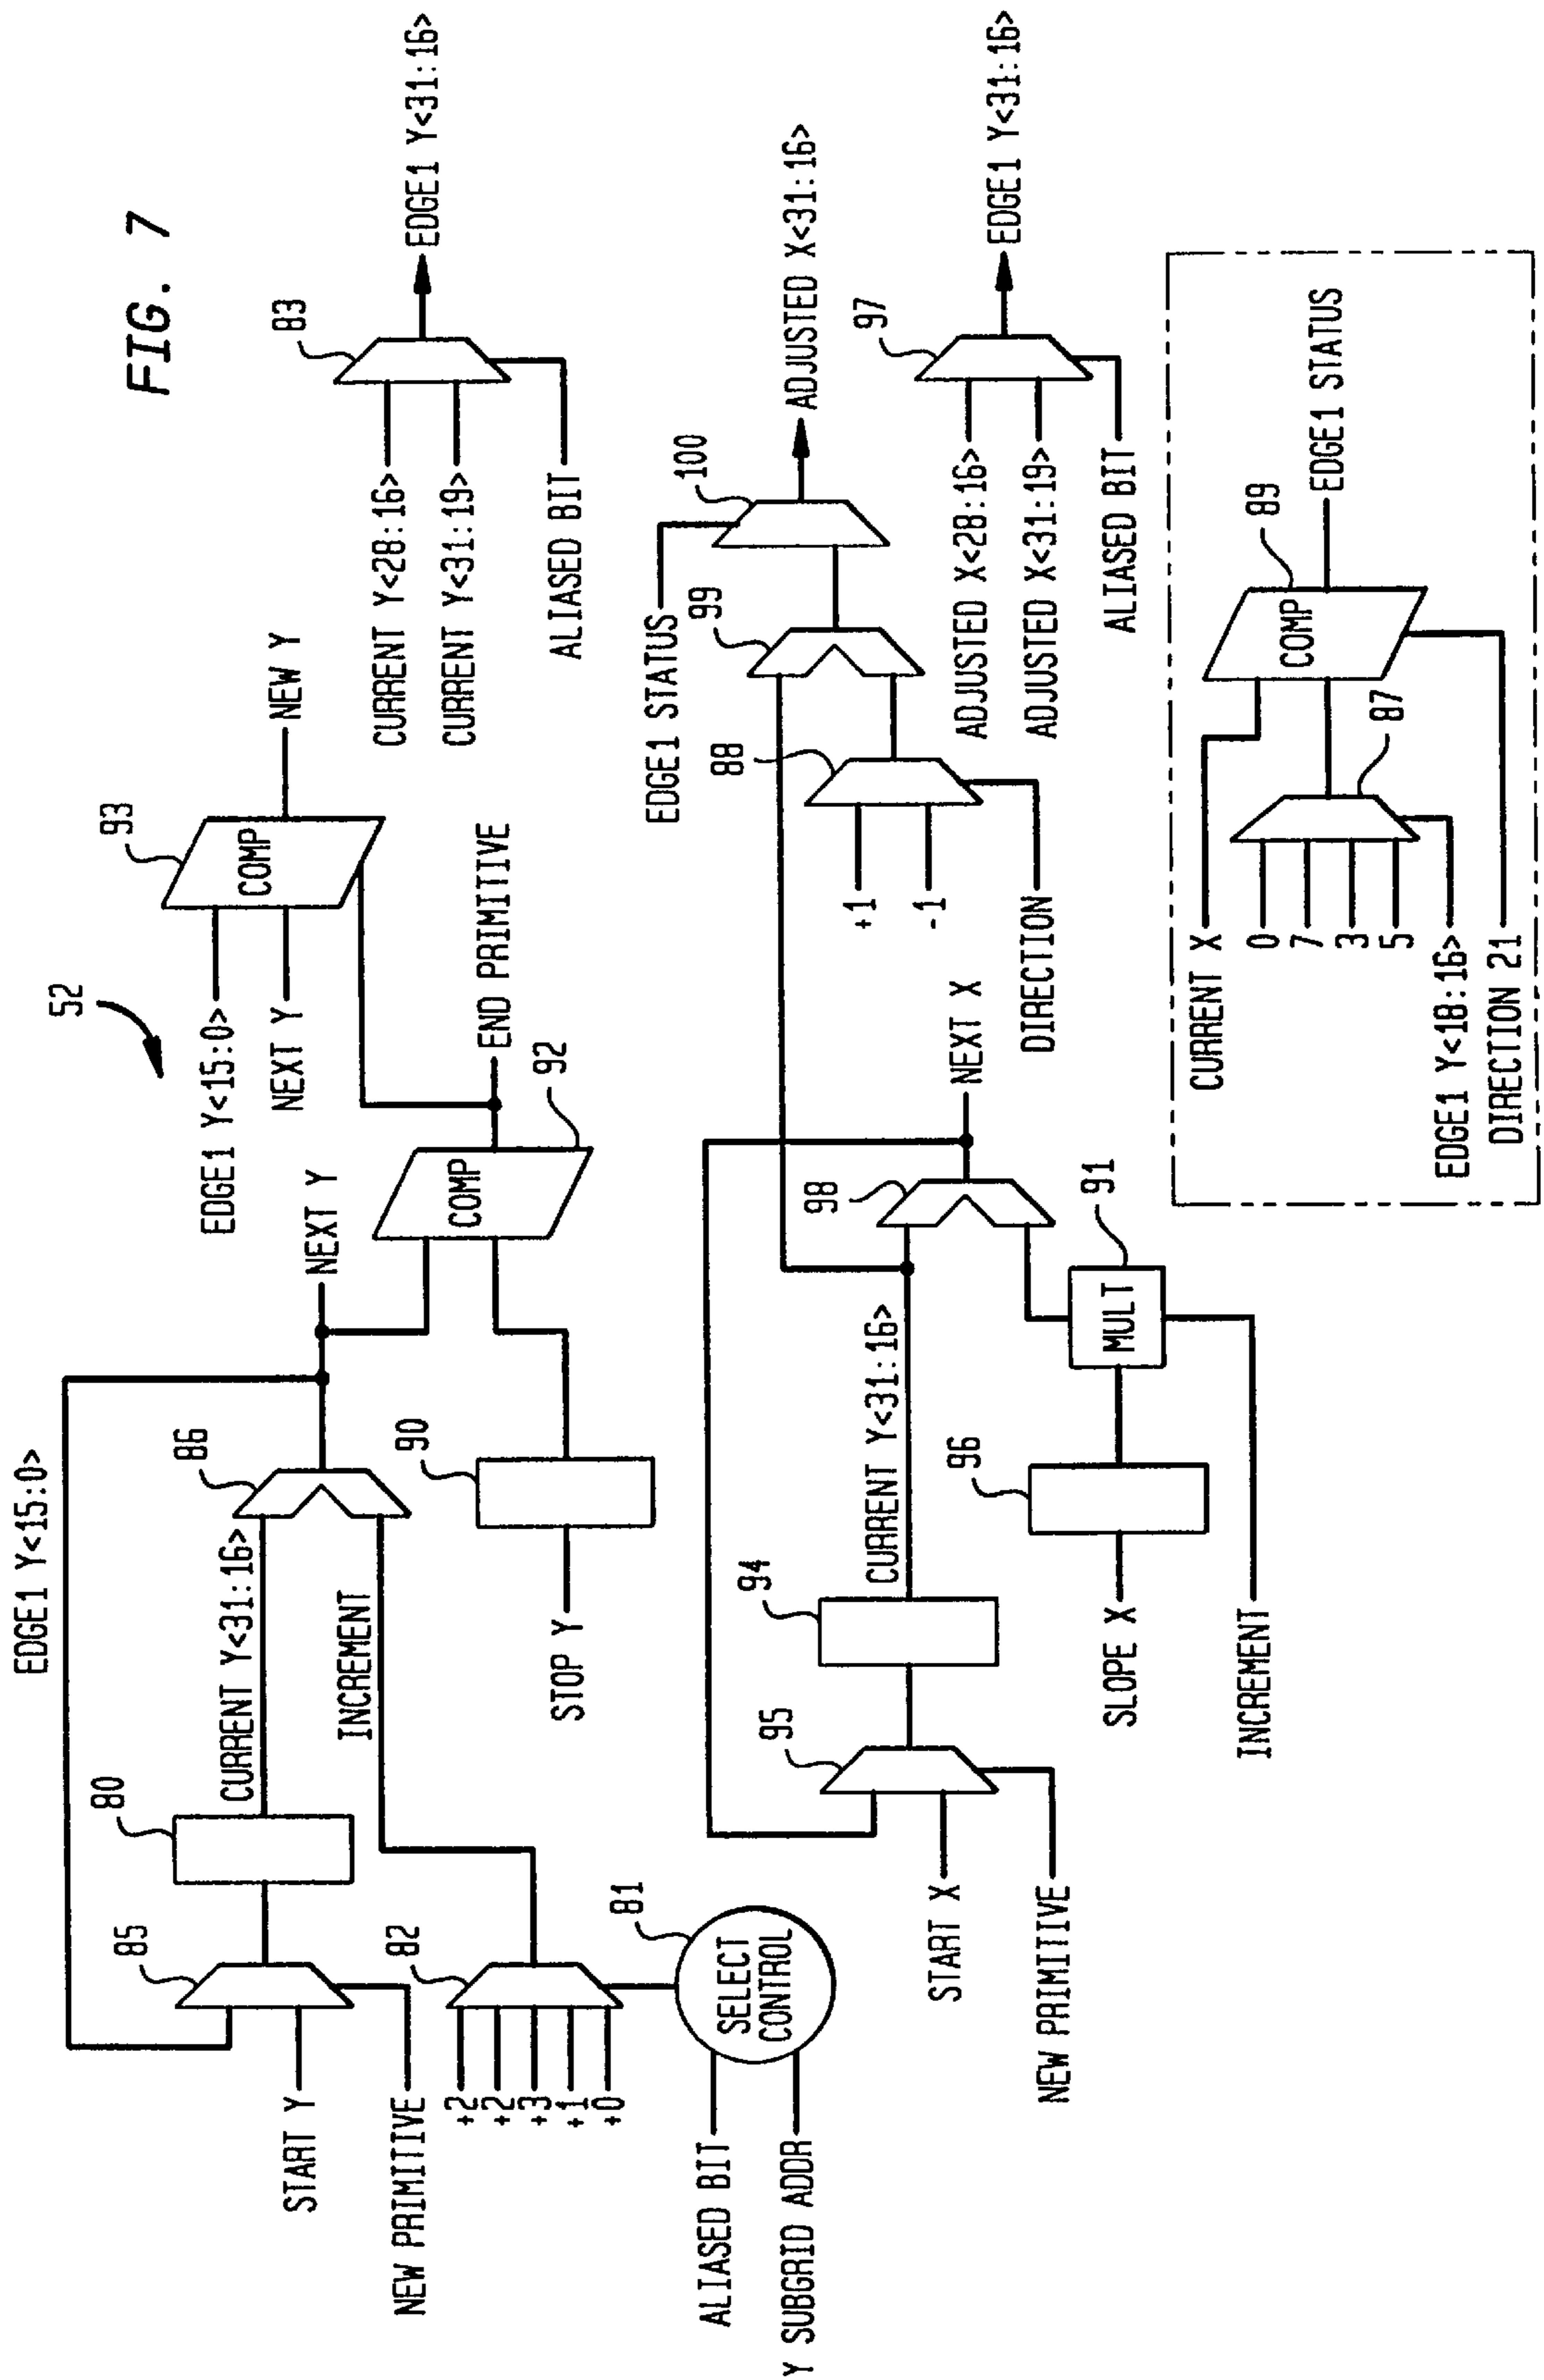 FIG. 7
52
EDGE1 Y<15:0>
START Y
NEW PRIMITIVE
85
80
CURRENT Y<31:16>
INCREMENT
86
NEXT Y
+2
+2
+3
+1
+0
82
ALIASED BIT
Y SUBGRID ADDR
SELECT
CONTROL
81
STOP Y
90
COMP
92
END PRIMITIVE
EDGE1 Y<15:0>
NEXT Y
COMP
93
NEW Y
CURRENT Y<28:16>
CURRENT Y<31:19>
ALIASED BIT
83
EDGE1 Y<31:16>
START X
NEW PRIMITIVE
95
94
CURRENT Y<31:16>
SLOPE X
96
INCREMENT
MULT
91
98
NEXT X
+1
-1
DIRECTION
88
99
EDGE1 STATUS
100
ADJUSTED X<31:16>
ADJUSTED X<28:16>
ADJUSTED X<31:19>
ALIASED BIT
97
EDGE1 Y<31:16>
CURRENT X
0
7
3
5
EDGE1 Y<18:16>
DIRECTION 21
87
COMP
89
EDGE1 STATUS